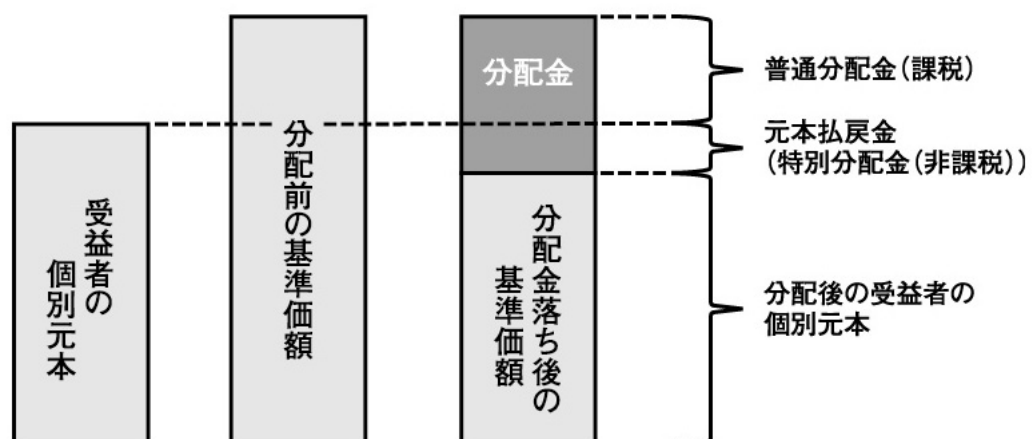 受益者の
個別元本
分配前の基準価額
分配金
分配金落ち後の
基準価額
普通分配金(課税)
元本払戻金
(特別分配金(非課税))
分配後の受益者の
個別元本